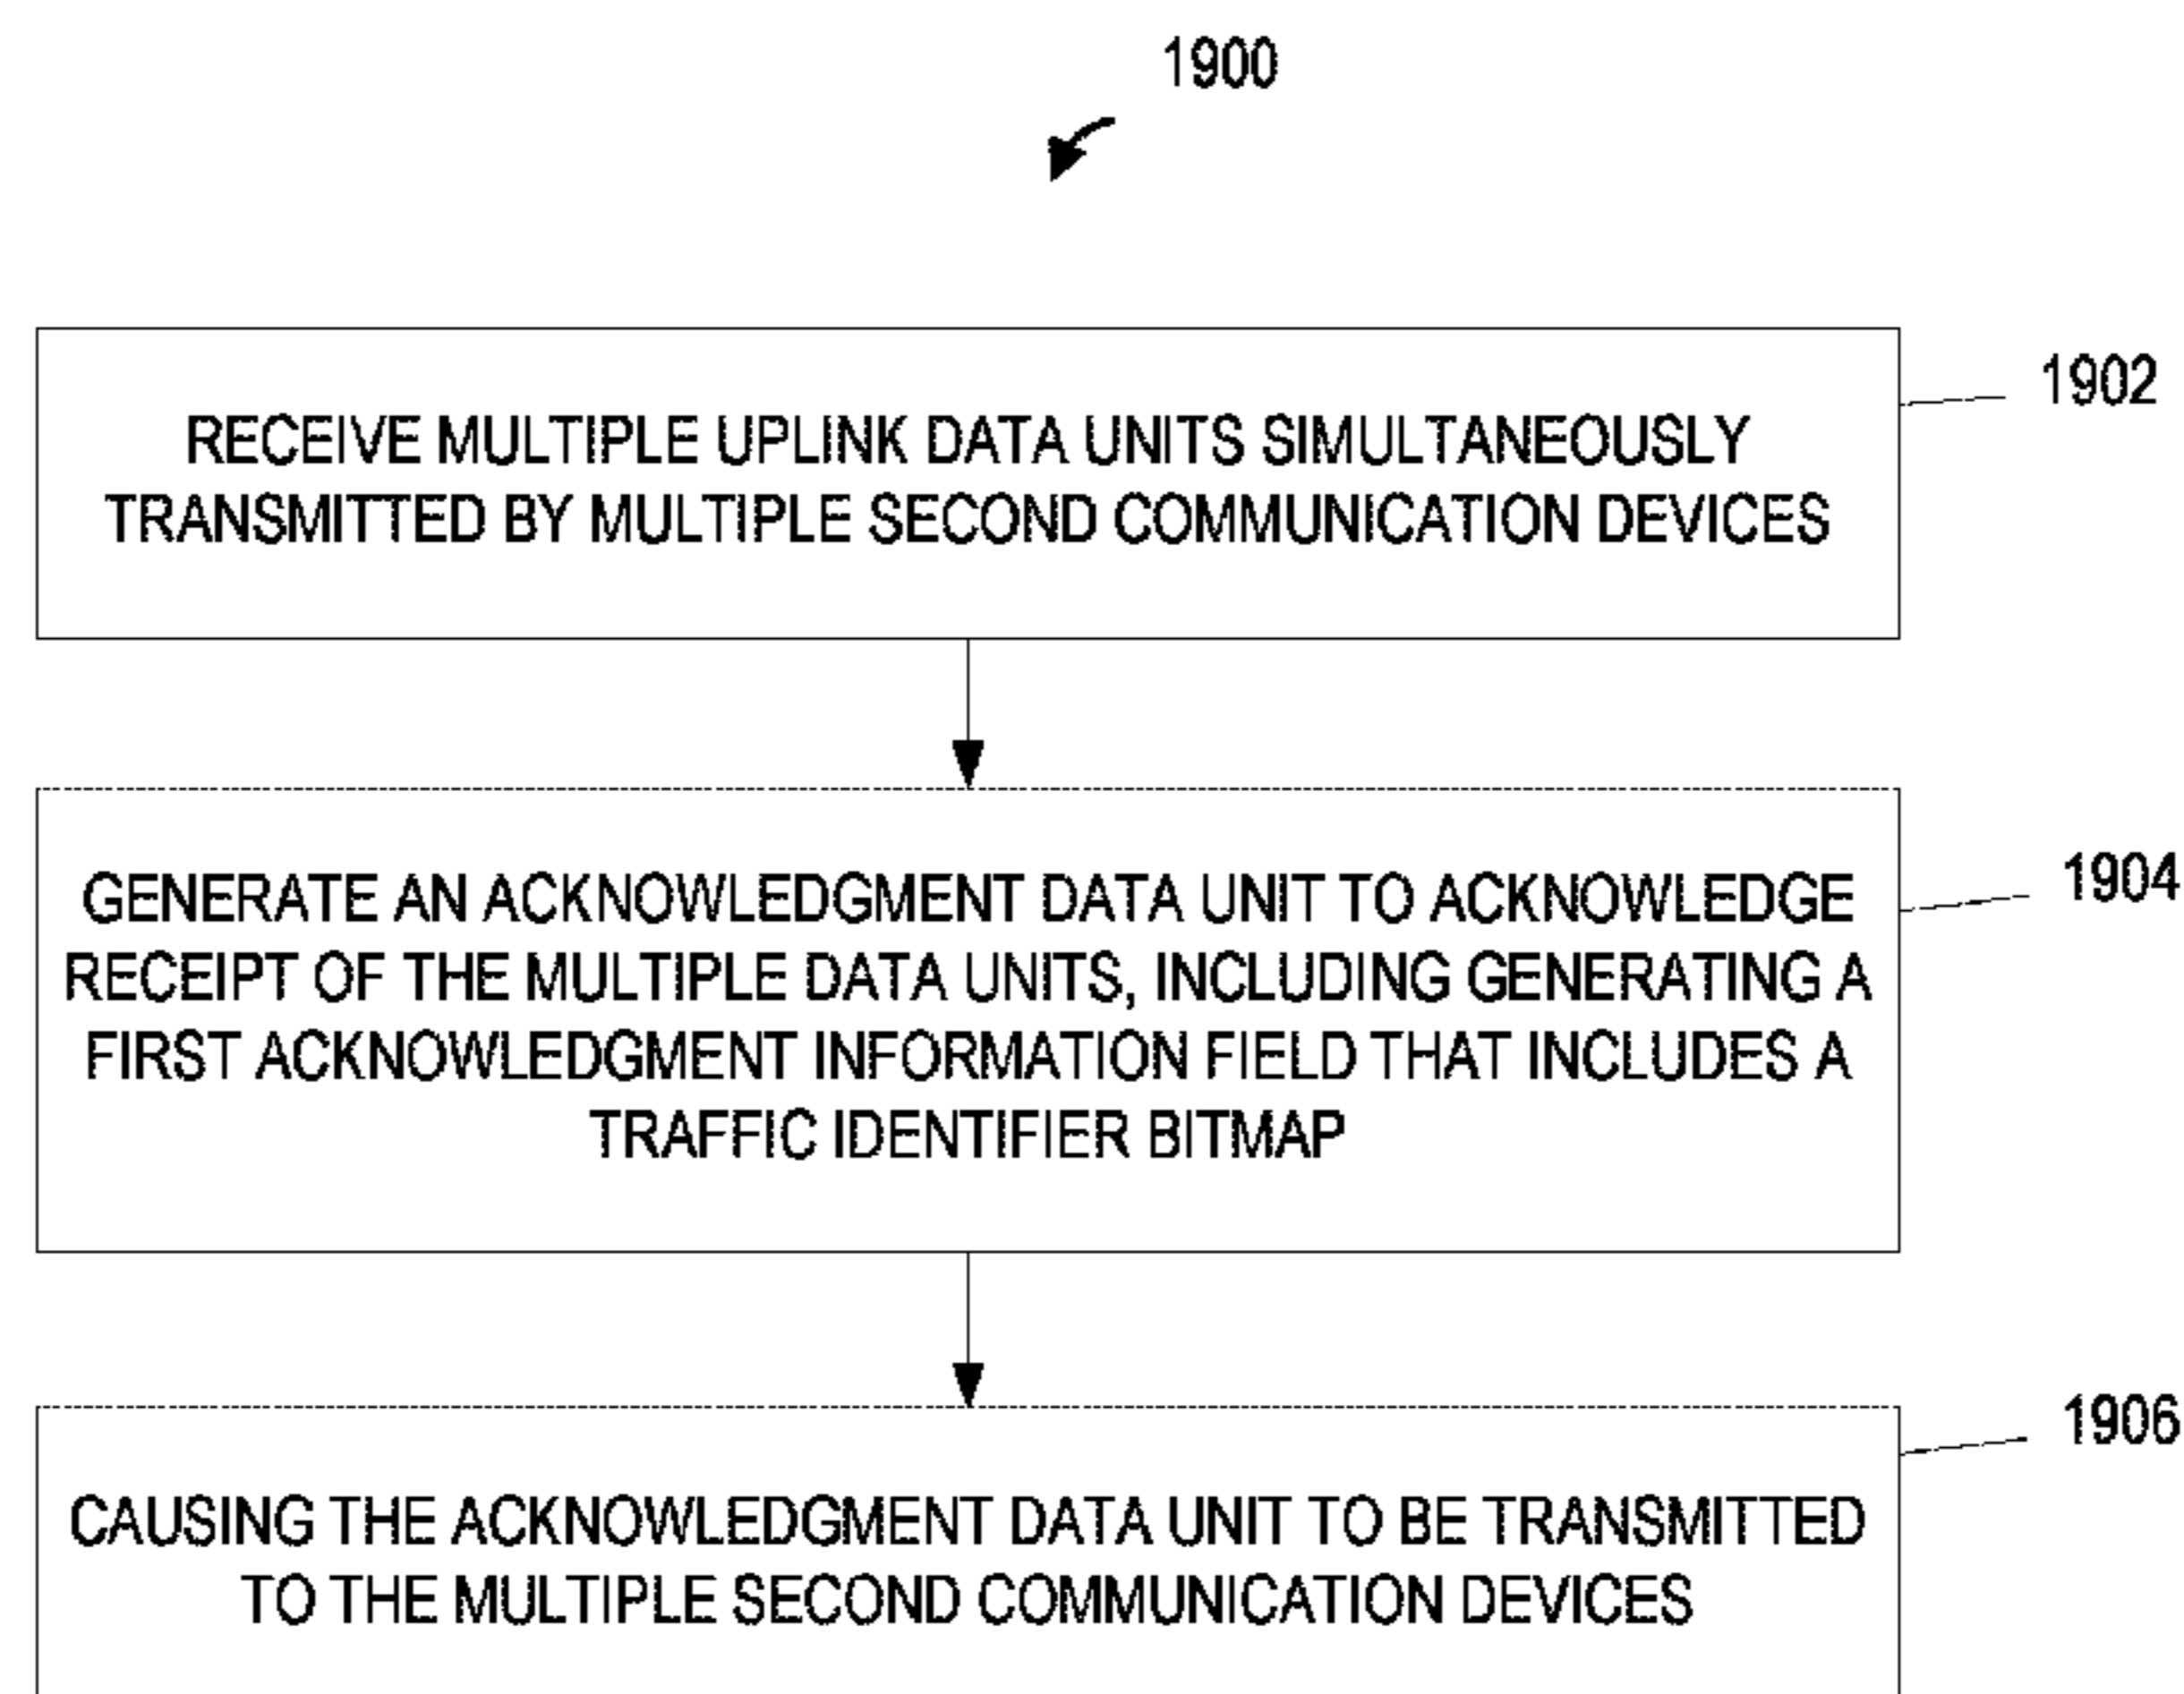 1900
1902
RECEIVE MULTIPLE UPLINK DATA UNITS SIMULTANEOUSLY
TRANSMITTED BY MULTIPLE SECOND COMMUNICATION DEVICES
1904
GENERATE AN ACKNOWLEDGMENT DATA UNIT TO ACKNOWLEDGE
RECEIPT OF THE MULTIPLE DATA UNITS, INCLUDING GENERATING A
FIRST ACKNOWLEDGMENT INFORMATION FIELD THAT INCLUDES A
TRAFFIC IDENTIFIER BITMAP
1906
CAUSING THE ACKNOWLEDGMENT DATA UNIT TO BE TRANSMITTED
TO THE MULTIPLE SECOND COMMUNICATION DEVICES